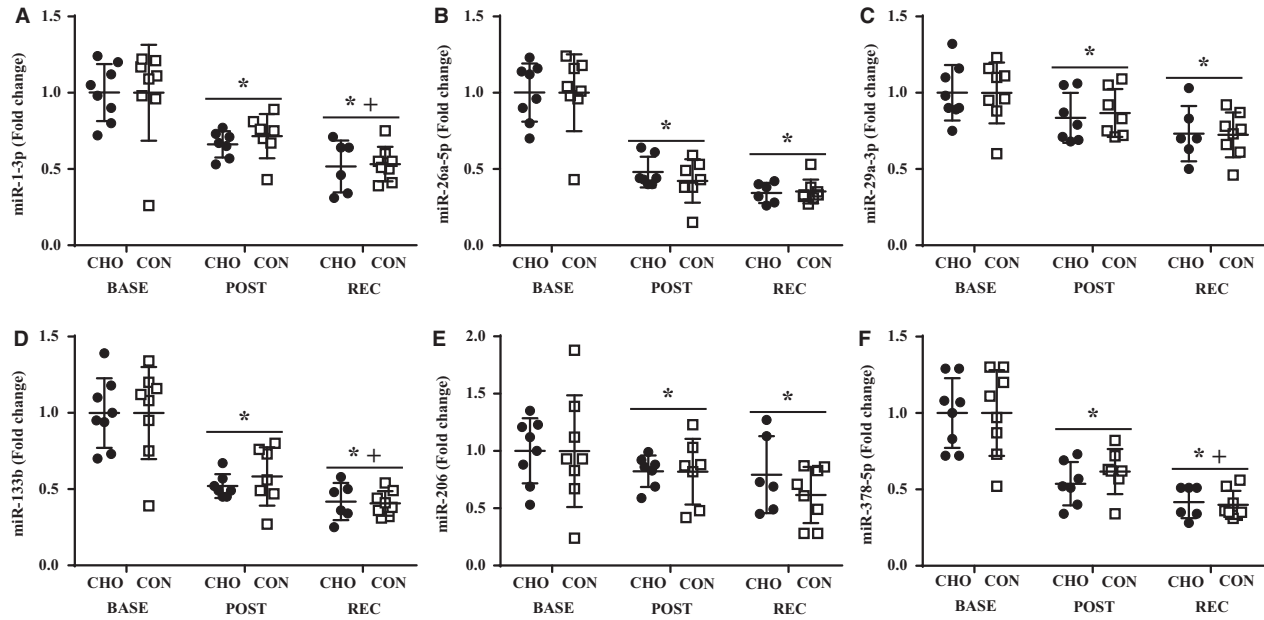 A
miR-1-3p (Fold change)
1.5
1.0
0.5
0.0
*
* +
CHO CON CHO CON CHO CON
BASE POST REC
B
miR-26a-5p (Fold change)
1.5
1.0
0.5
0.0
*
*
CHO CON CHO CON CHO CON
BASE POST REC
C
miR-29a-3p (Fold change)
1.5
1.0
0.5
0.0
*
*
CHO CON CHO CON CHO CON
BASE POST REC
D
miR-133b (Fold change)
1.5
1.0
0.5
0.0
*
* +
CHO CON CHO CON CHO CON
BASE POST REC
E
miR-206 (Fold change)
2.0
1.5
1.0
0.5
0.0
*
*
CHO CON CHO CON CHO CON
BASE POST REC
F
miR-378-5p (Fold change)
1.5
1.0
0.5
0.0
*
* +
CHO CON CHO CON CHO CON
BASE POST REC